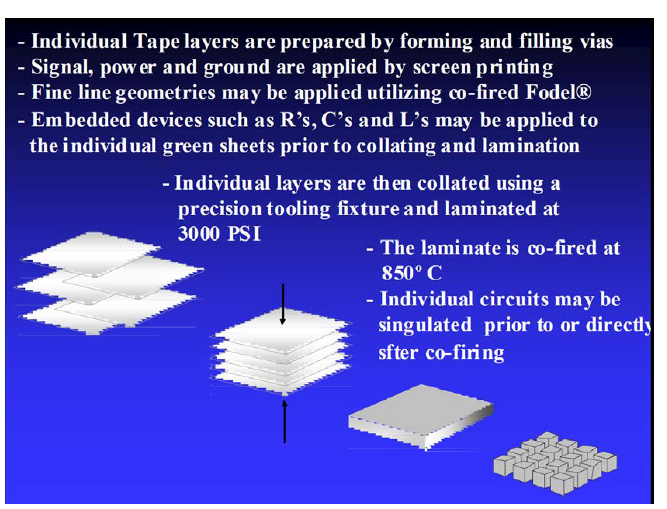 - Individual Tape layers are prepared by forming and filling vias
- Signal, power and ground are applied by screen printing
- Fine line geometries may be applied utilizing co-fired Fodel®
- Embedded devices such as R's, C's and L's may be applied to
the individual green sheets prior to collating and lamination
- Individual layers are then collated using a
precision tooling fixture and laminated at
3000 PSI
- The laminate is co-fired at
850º C
- Individual circuits may be
singulated prior to or directly
sfter co-firing